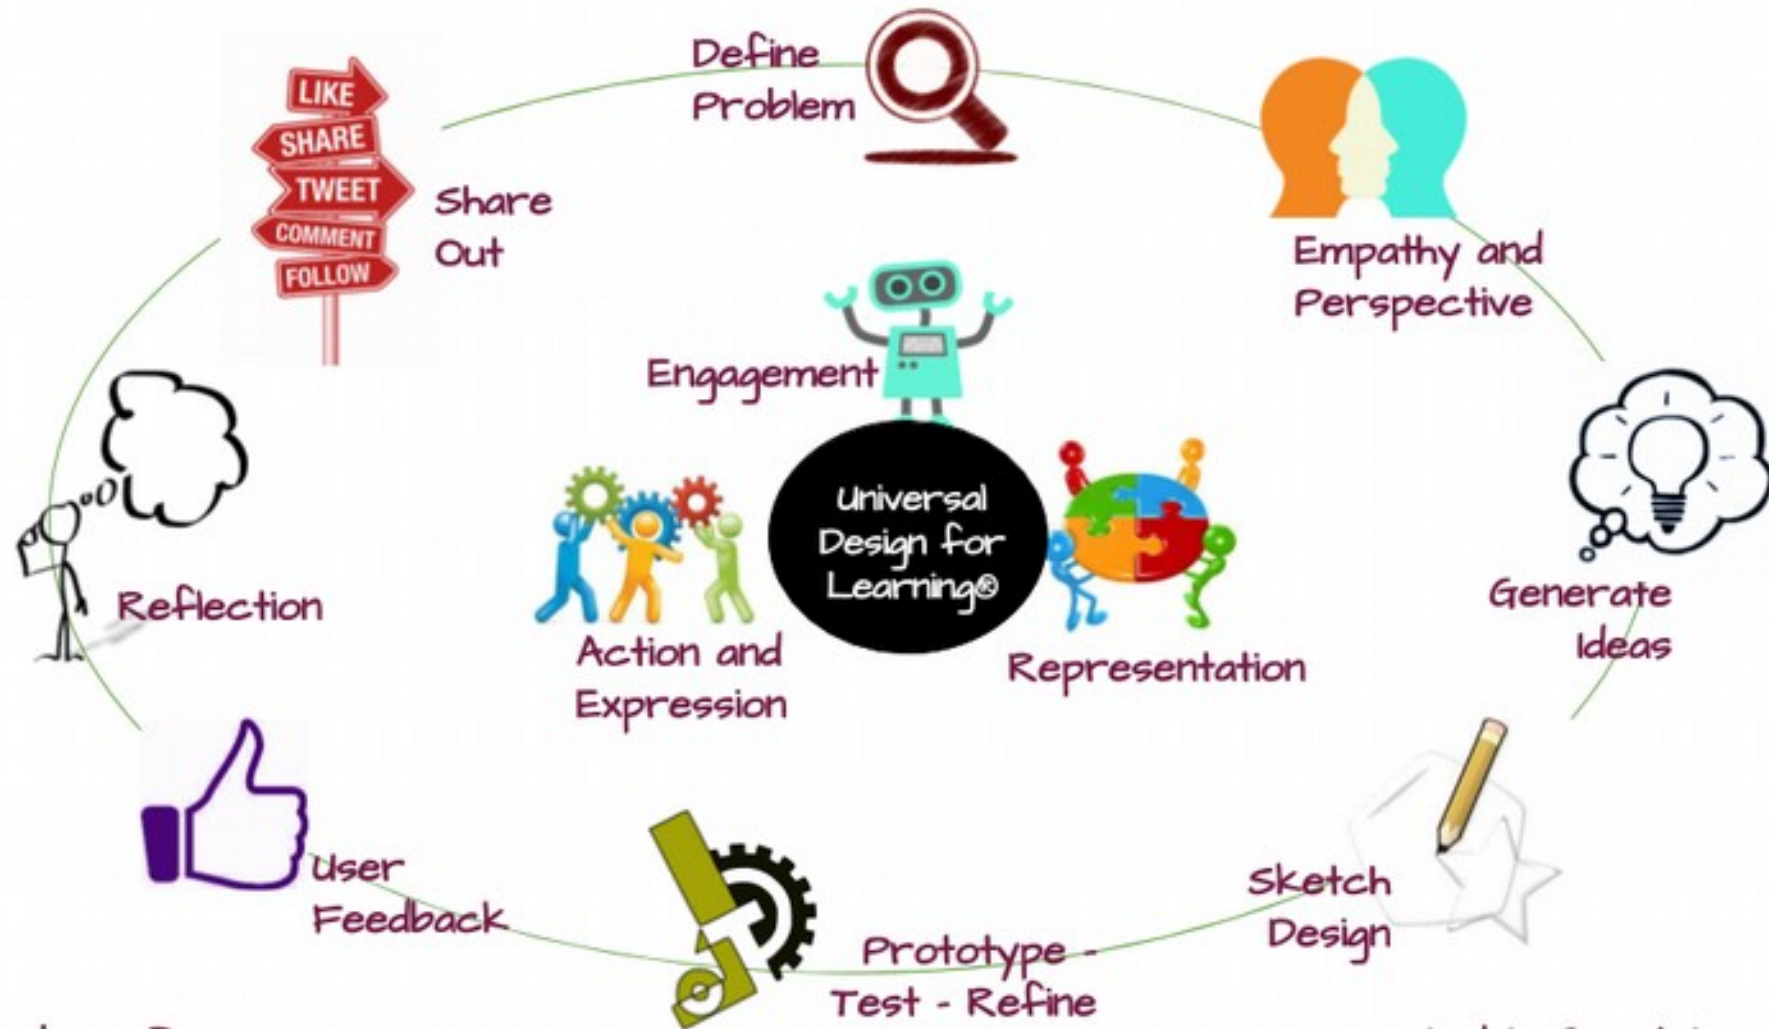 Define
Problem
LIKE
SHARE
TWEET
COMMENT
FOLLOW
Share
Out
Empathy and
Perspective
Engagement
Universal
Design for
Learning®
Generate
Ideas
Reflection
Action and
Expression
Representation
User
Feedback
Sketch
Design
Prototype -
Test - Refine